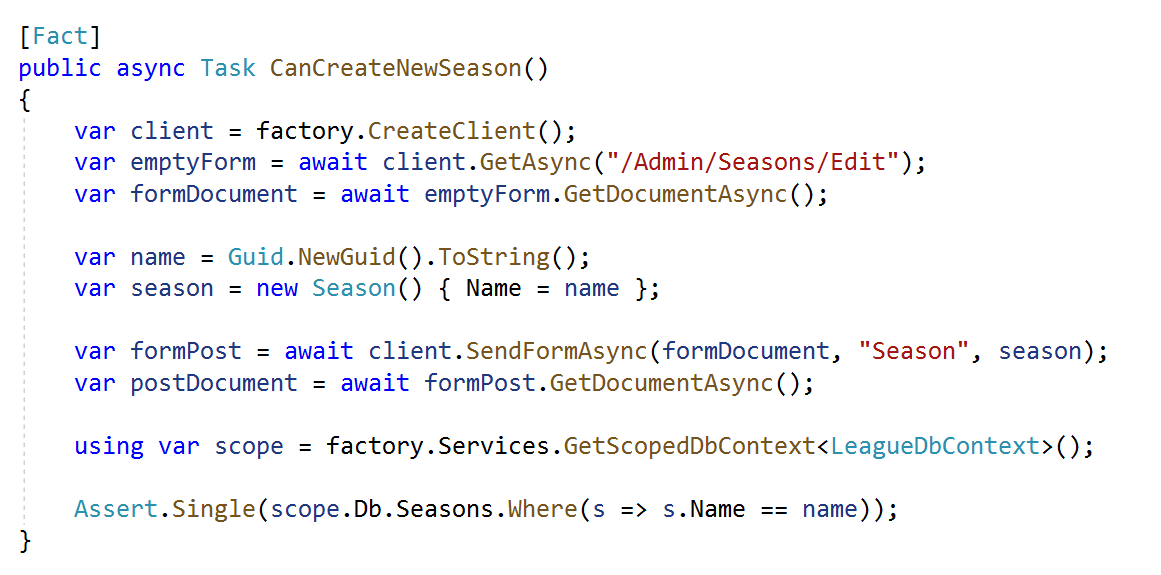 [Fact]
public async Task CanCreateNewSeason()
{
    var client = factory.CreateClient();
    var emptyForm = await client.GetAsync("/Admin/Seasons/Edit");
    var formDocument = await emptyForm.GetDocumentAsync();

    var name = Guid.NewGuid().ToString();
    var season = new Season() { Name = name };

    var formPost = await client.SendFormAsync(formDocument, "Season", season);
    var postDocument = await formPost.GetDocumentAsync();

    using var scope = factory.Services.GetScopedDbContext<LeagueDbContext>();

    Assert.Single(scope.Db.Seasons.Where(s => s.Name == name));
}